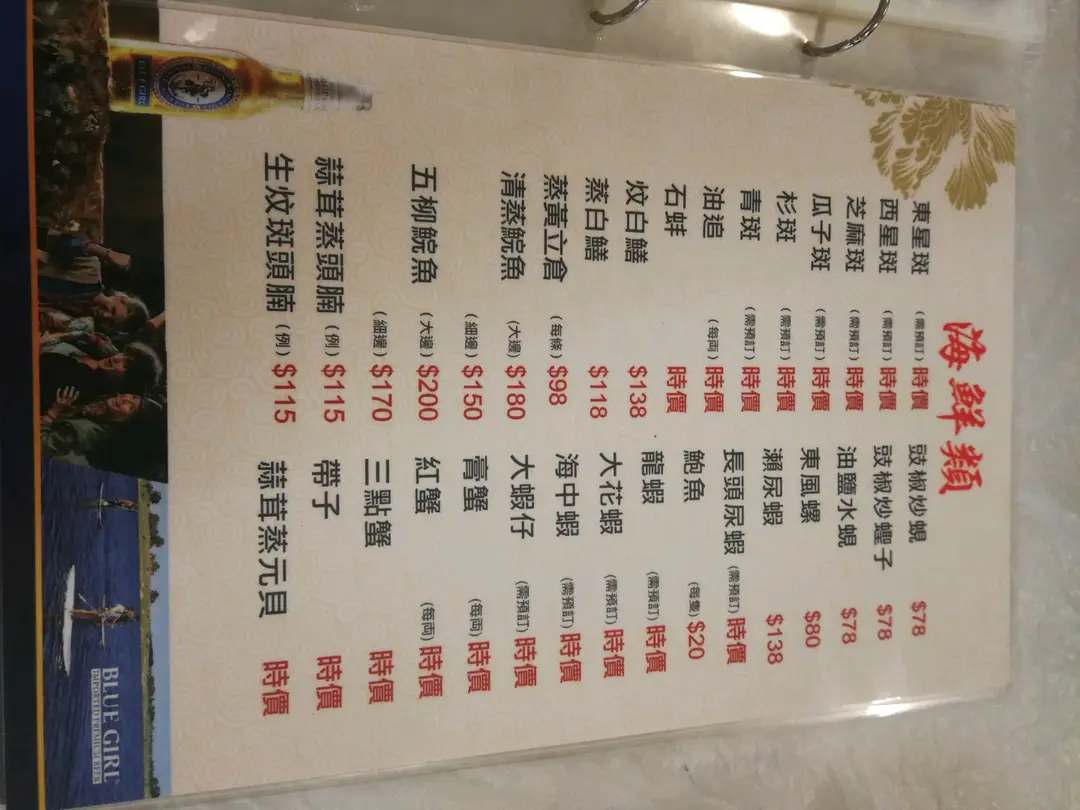 海鮮類
東星斑 (需預訂) 時價
西星斑 (需預訂) 時價
芝麻斑 (需預訂) 時價
瓜子斑 (需預訂) 時價
杉斑 (需預訂) 時價
青斑 (需預訂) 時價
油追 (每両) 時價
石蚌 時價
炆白鱔 $138
蒸白鱔 $118
蒸黃立倉 (每條) $98
清蒸鯇魚 (大邊) $180
(細邊) $150
五柳鯇魚 (大邊) $200
(細邊) $170
蒜茸蒸頭腩 (例) $115
生炆斑頭腩 (例) $115
豉椒炒蜆 $78
豉椒炒蟶子 $78
油鹽水蜆 $78
東風螺 $80
瀨尿蝦 $138
長頭尿蝦 (需預訂) 時價
鮑魚 (每隻) $20
龍蝦 (需預訂) 時價
大花蝦 (需預訂) 時價
海中蝦 (需預訂) 時價
大蝦仔 (需預訂) 時價
膏蟹 (每両) 時價
紅蟹 (每両) 時價
三點蟹 時價
帶子 時價
蒜茸蒸元貝 時價
BLUE GIRL
IMPORTED PREMIUM BEER